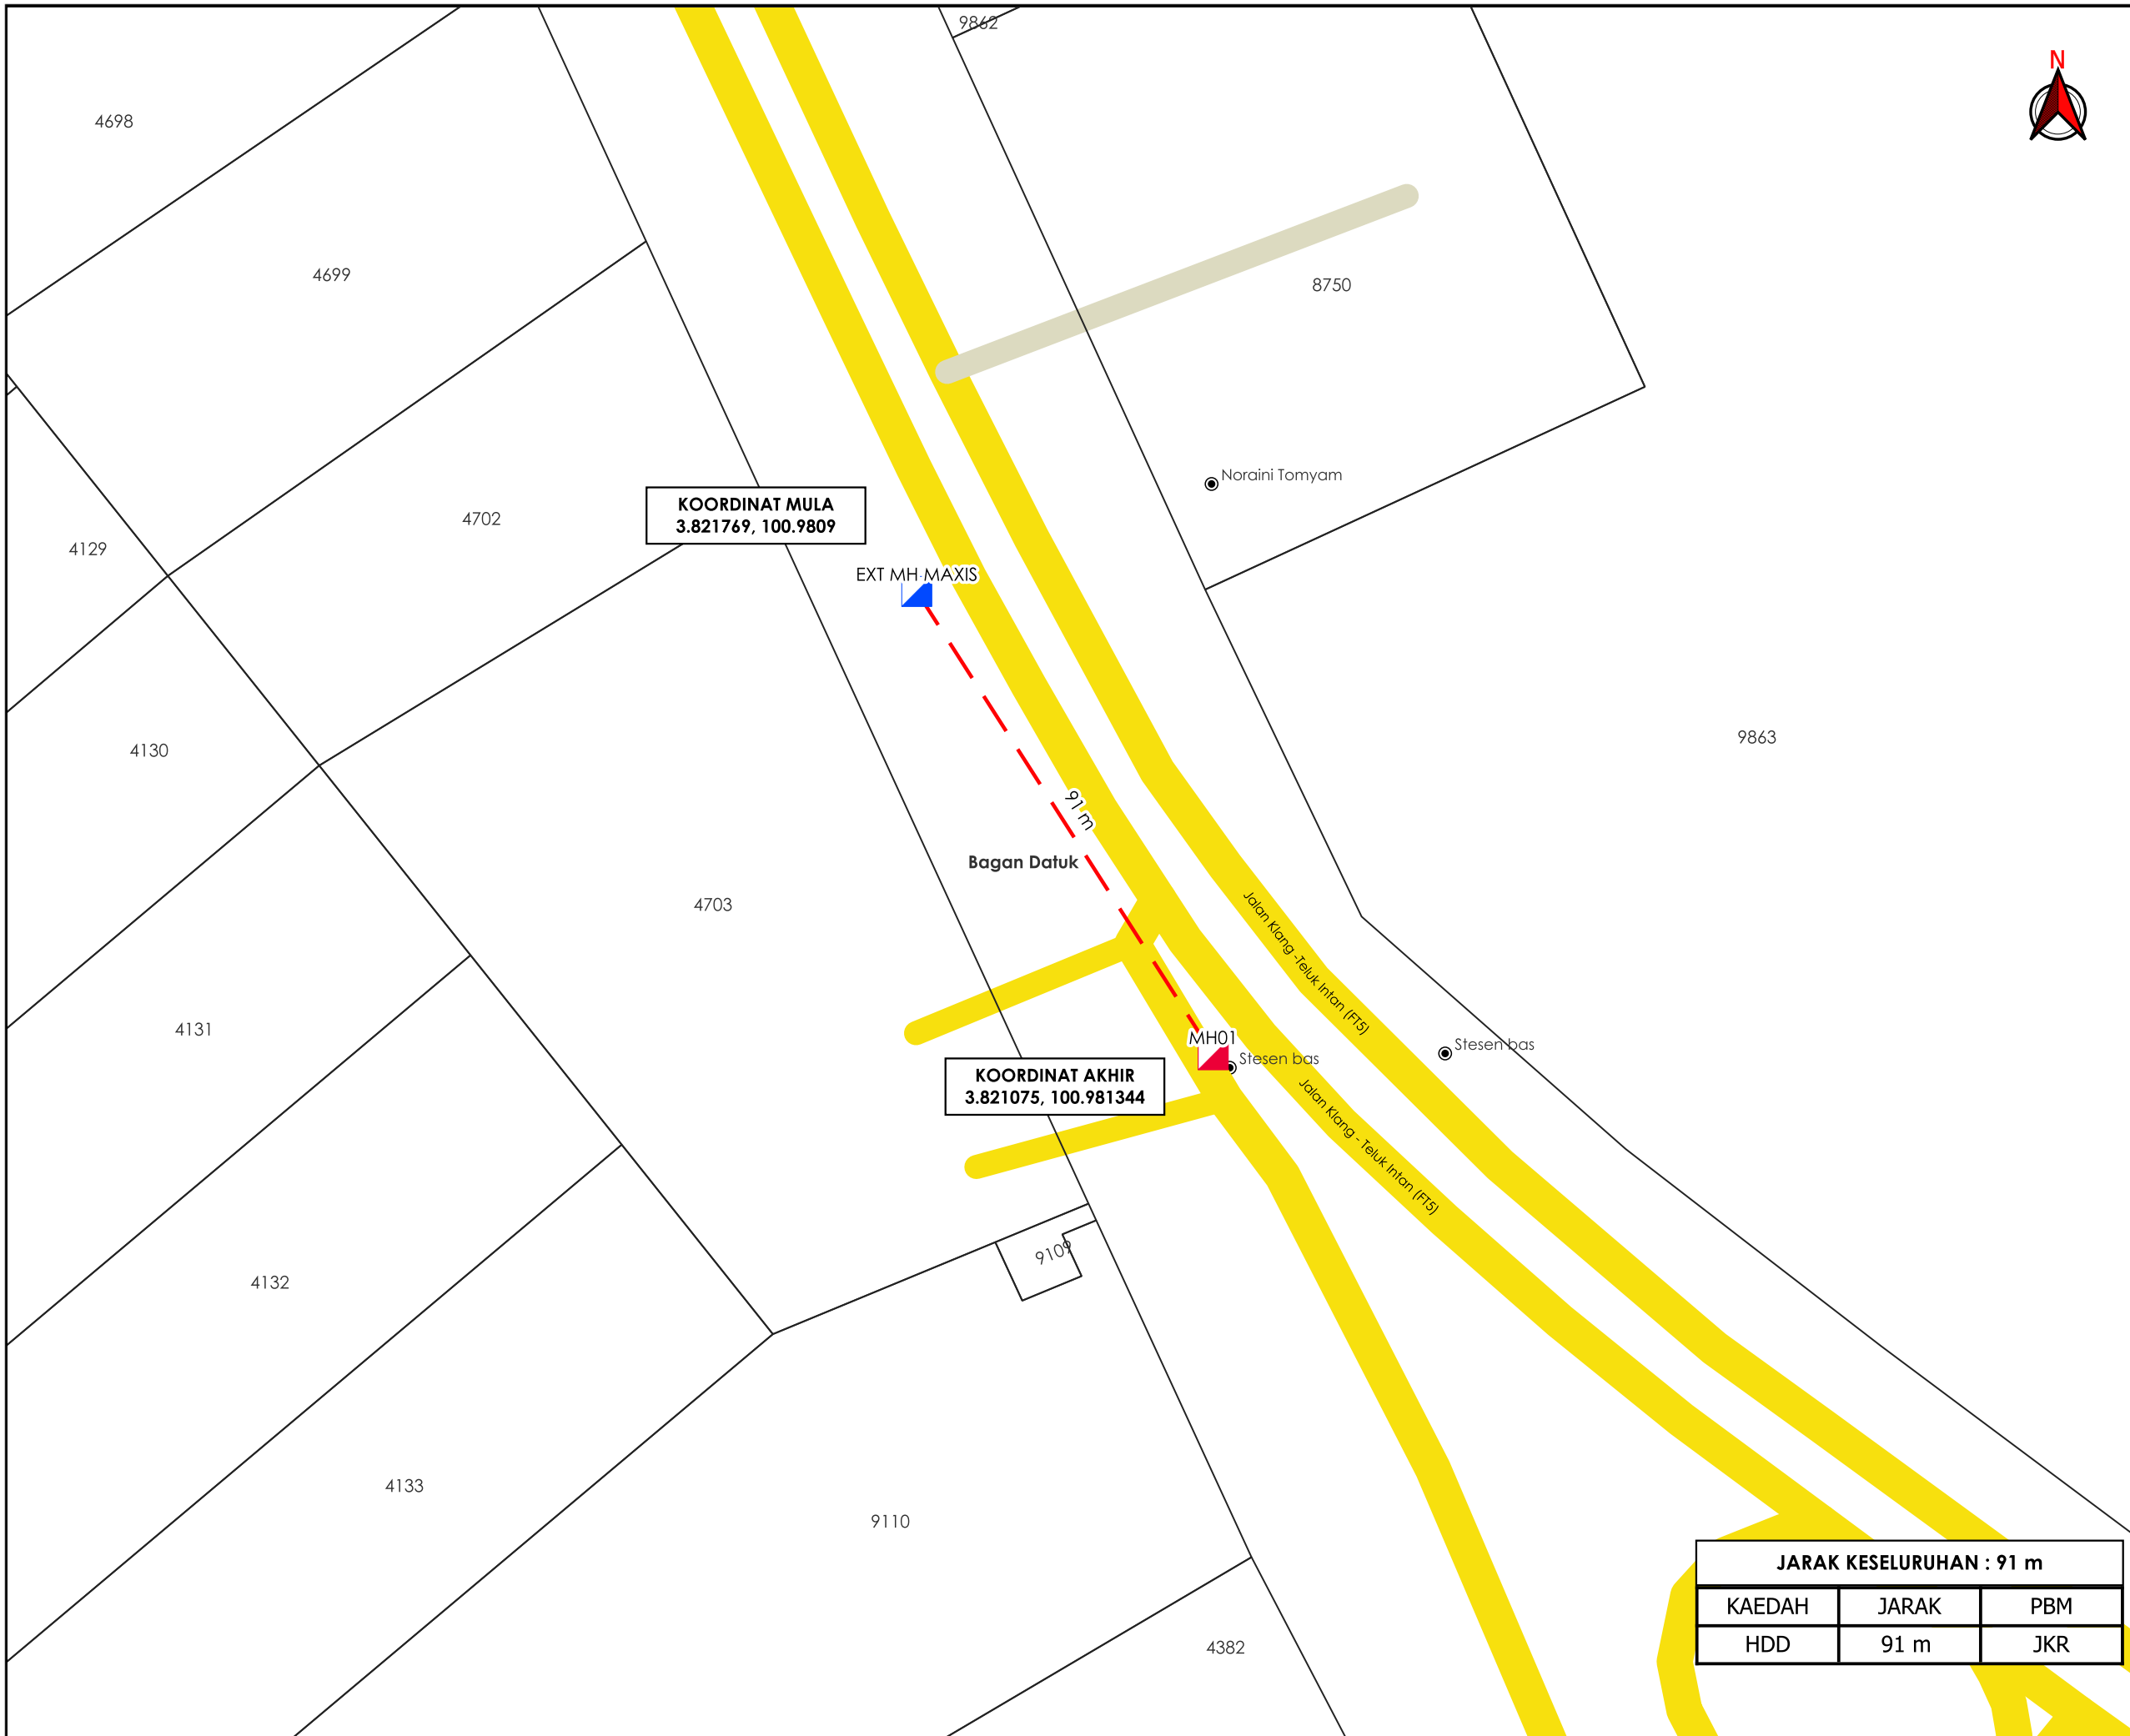 9862
N
4698
4699
8750
Noraini Tomyam
KOORDINAT MULA
3.821769, 100.9809
4702
4129
EXT MH MAXIS
4130
9863
91 m
Bagan Datuk
4703
Jalan Klang -Teluk Intan (FT5)
4131
MH01
Stesen bas
Stesen bas
KOORDINAT AKHIR
3.821075, 100.981344
Jalan Klang - Teluk Intan (FT5)
9109
4132
4133
9110
4382
JARAK KESELURUHAN : 91 m
KAEDAH JARAK PBM
HDD 91 m JKR